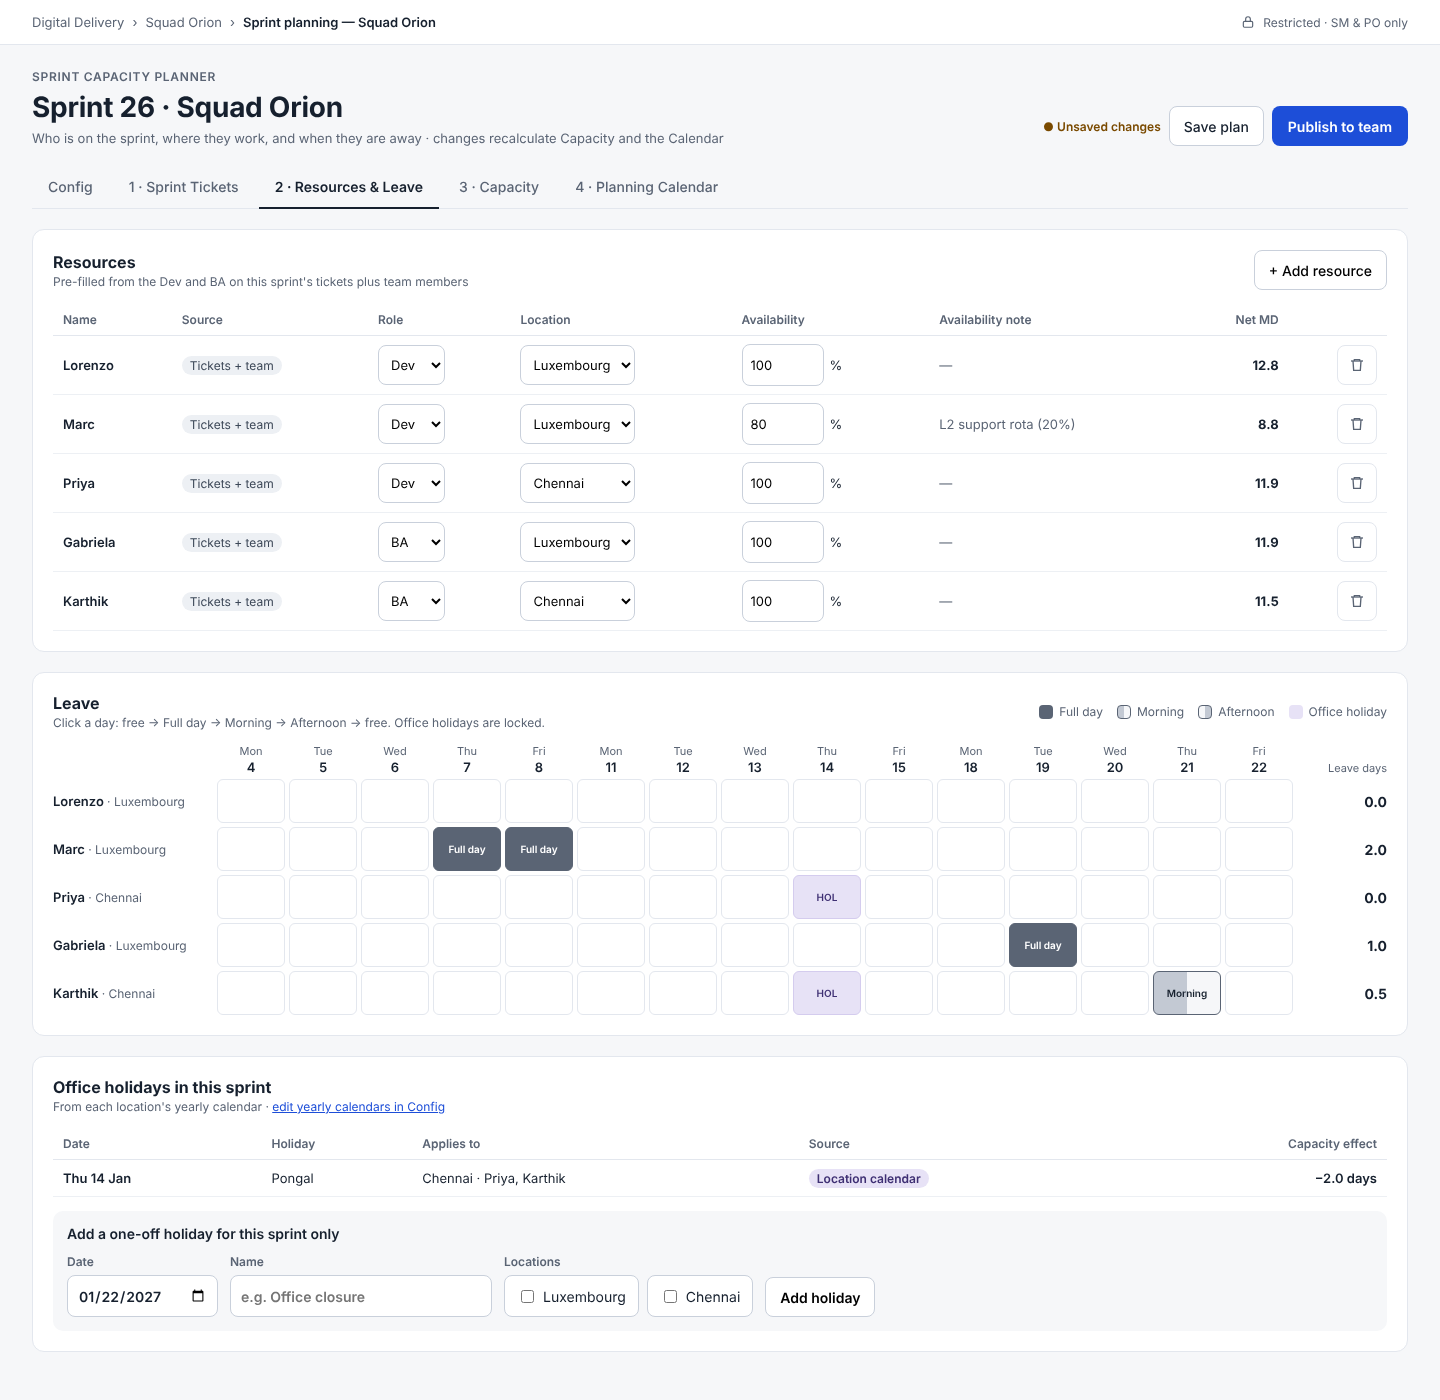 Digital Delivery › Squad Orion › Sprint planning — Squad Orion
Restricted · SM & PO only
SPRINT CAPACITY PLANNER
Sprint 26 · Squad Orion
Who is on the sprint, where they work, and when they are away · changes recalculate Capacity and the Calendar
Unsaved changes
Save plan
Publish to team
Config
1 · Sprint Tickets
2 · Resources & Leave
3 · Capacity
4 · Planning Calendar
Resources
Pre-filled from the Dev and BA on this sprint's tickets plus team members
+ Add resource
Name Source Role Location Availability Availability note Net MD
Lorenzo Tickets + team Dev Luxembourg 100 % — 12.8
Marc Tickets + team Dev Luxembourg 80 % L2 support rota (20%) 8.8
Priya Tickets + team Dev Chennai 100 % — 11.9
Gabriela Tickets + team BA Luxembourg 100 % — 11.9
Karthik Tickets + team BA Chennai 100 % — 11.5
Leave
Click a day: free → Full day → Morning → Afternoon → free. Office holidays are locked.
Full day Morning Afternoon Office holiday
Mon Tue Wed Thu Fri Mon Tue Wed Thu Fri Mon Tue Wed Thu Fri
4 5 6 7 8 11 12 13 14 15 18 19 20 21 22 Leave days
Lorenzo · Luxembourg 0.0
Marc · Luxembourg Full day Full day 2.0
Priya · Chennai HOL 0.0
Gabriela · Luxembourg Full day 1.0
Karthik · Chennai HOL Morning 0.5
Office holidays in this sprint
From each location's yearly calendar · edit yearly calendars in Config
Date Holiday Applies to Source Capacity effect
Thu 14 Jan Pongal Chennai · Priya, Karthik Location calendar −2.0 days
Add a one-off holiday for this sprint only
Date Name Locations
01/22/2027 e.g. Office closure Luxembourg Chennai Add holiday